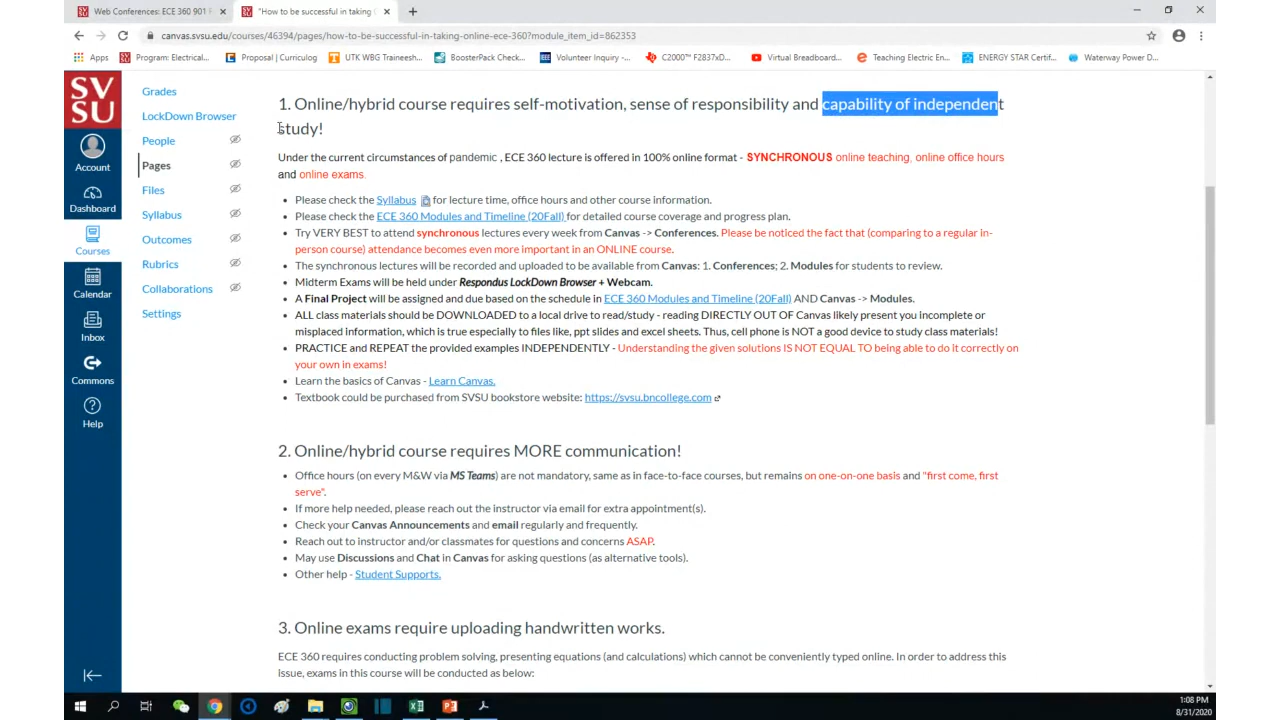 Web Conferences: ECE 360 901
"How to be successful in taking
canvas.svsu.edu/courses/46394/pages/how-to-be-successful-in-taking-online-ece-360?module_item_id=862353
Apps
Program: Electrical...
Proposal | Curriculog
UTK WBG Traineesh...
BoosterPack Check...
Volunteer Inquiry -...
C2000™ F2837xD...
Virtual Breadboard...
Teaching Electric En...
ENERGY STAR Certif...
Waterway Power D...
SV
SU
Account
Dashboard
Courses
Calendar
Inbox
Commons
Help
Grades
LockDown Browser
People
Pages
Files
Syllabus
Outcomes
Rubrics
Collaborations
Settings
1. Online/hybrid course requires self-motivation, sense of responsibility and capability of independent
study!
Under the current circumstances of pandemic , ECE 360 lecture is offered in 100% online format - SYNCHRONOUS online teaching, online office hours
and online exams.
• Please check the Syllabus for lecture time, office hours and other course information.
• Please check the ECE 360 Modules and Timeline (20Fall) for detailed course coverage and progress plan.
• Try VERY BEST to attend synchronous lectures every week from Canvas -> Conferences. Please be noticed the fact that (comparing to a regular in-
person course) attendance becomes even more important in an ONLINE course.
• The synchronous lectures will be recorded and uploaded to be available from Canvas: 1. Conferences; 2. Modules for students to review.
• Midterm Exams will be held under Respondus LockDown Browser + Webcam.
• A Final Project will be assigned and due based on the schedule in ECE 360 Modules and Timeline (20Fall) AND Canvas -> Modules.
• ALL class materials should be DOWNLOADED to a local drive to read/study - reading DIRECTLY OUT OF Canvas likely present you incomplete or
misplaced information, which is true especially to files like, ppt slides and excel sheets. Thus, cell phone is NOT a good device to study class materials!
• PRACTICE and REPEAT the provided examples INDEPENDENTLY - Understanding the given solutions IS NOT EQUAL TO being able to do it correctly on
your own in exams!
• Learn the basics of Canvas - Learn Canvas.
• Textbook could be purchased from SVSU bookstore website: https://svsu.bncollege.com
2. Online/hybrid course requires MORE communication!
• Office hours (on every M&W via MS Teams) are not mandatory, same as in face-to-face courses, but remains on one-on-one basis and "first come, first
serve".
• If more help needed, please reach out the instructor via email for extra appointment(s).
• Check your Canvas Announcements and email regularly and frequently.
• Reach out to instructor and/or classmates for questions and concerns ASAP.
• May use Discussions and Chat in Canvas for asking questions (as alternative tools).
• Other help - Student Supports.
3. Online exams require uploading handwritten works.
ECE 360 requires conducting problem solving, presenting equations (and calculations) which cannot be conveniently typed online. In order to address this
issue, exams in this course will be conducted as below:
1:08 PM
8/31/2020